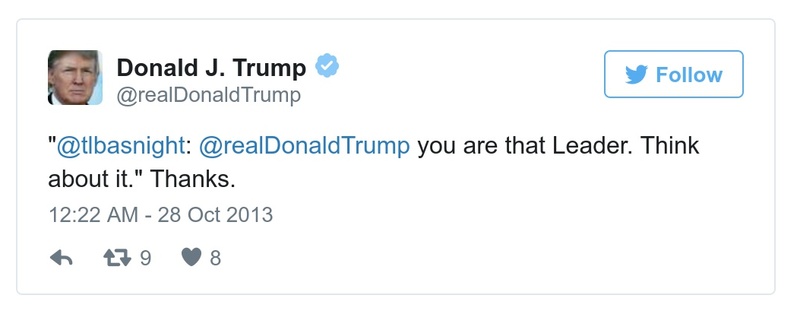 Donald J. Trump
@realDonaldTrump
Follow
"@tlbasnight: @realDonaldTrump you are that Leader. Think
about it." Thanks.
12:22 AM - 28 Oct 2013
9 8